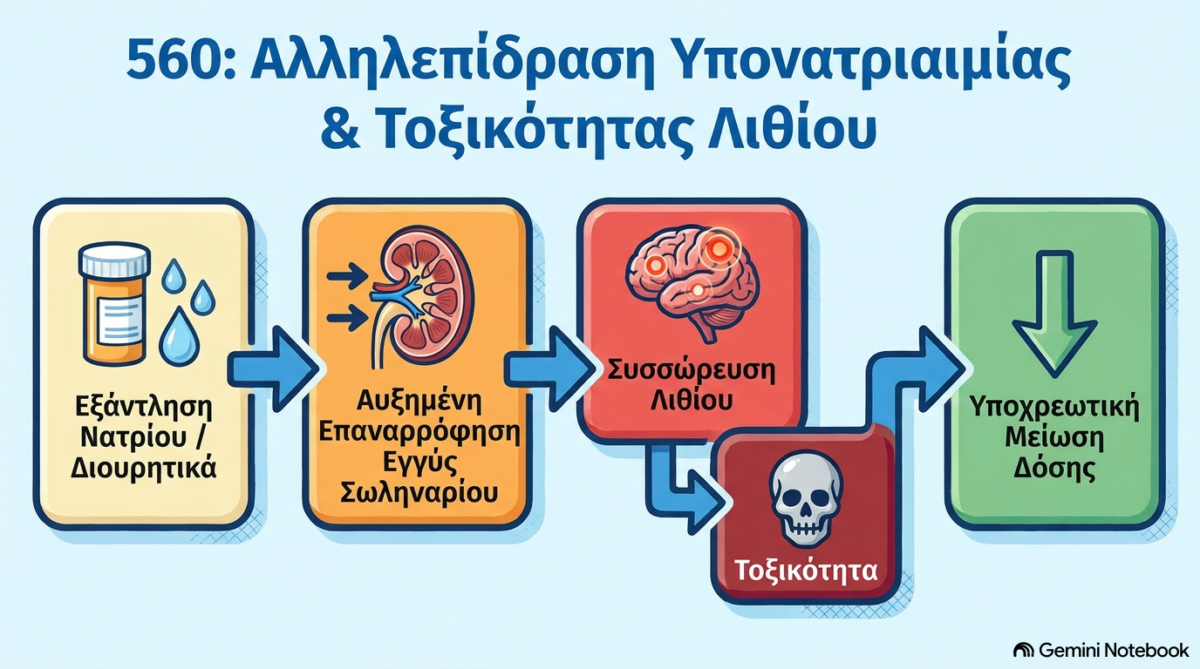 560: Αλληλεπίδραση Υπονατριαιμίας
& Τοξικότητας Λιθίου
Εξάντληση
Νατρίου /
Διουρητικά
Αυξημένη
Επαναρρόφηση
Εγγύς
Σωληναρίου
Συσσώρευση
Λιθίου
Τοξικότητα
Υποχρεωτική
Μείωση
Δόσης
Gemini Notebook